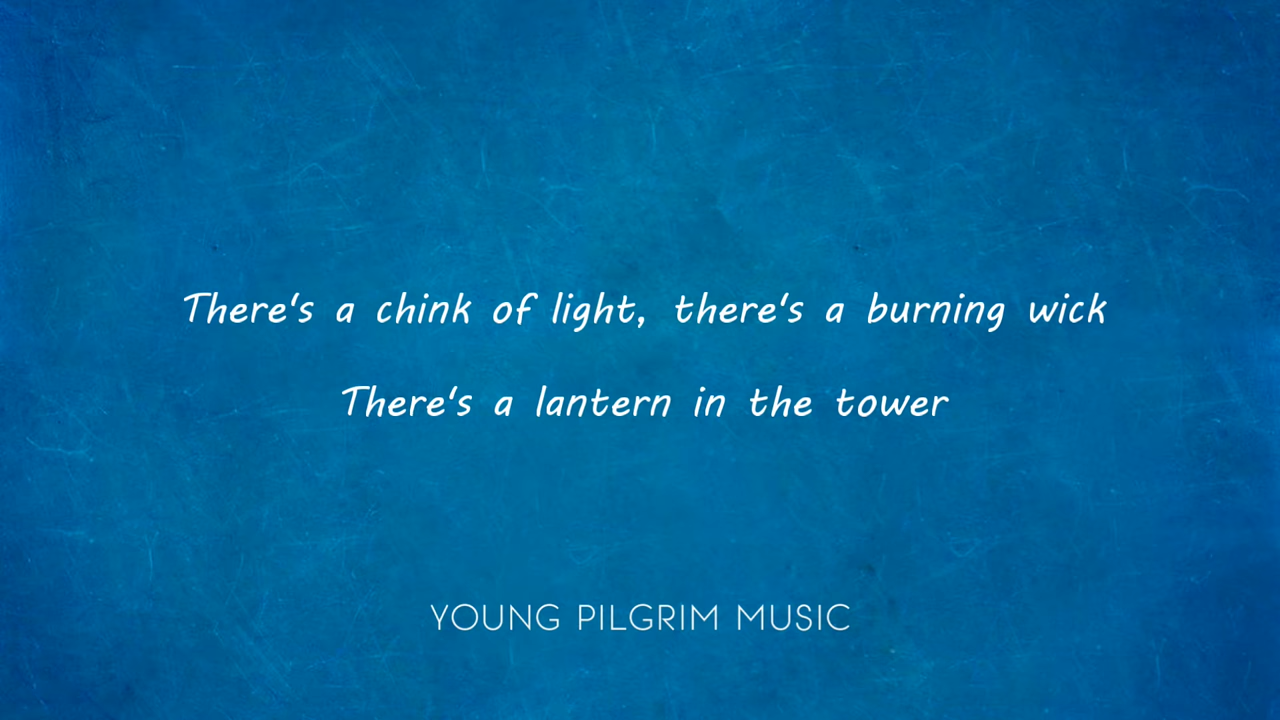 There's a chink of light, there's a burning wick
There's a lantern in the tower
YOUNG PILGRIM MUSIC